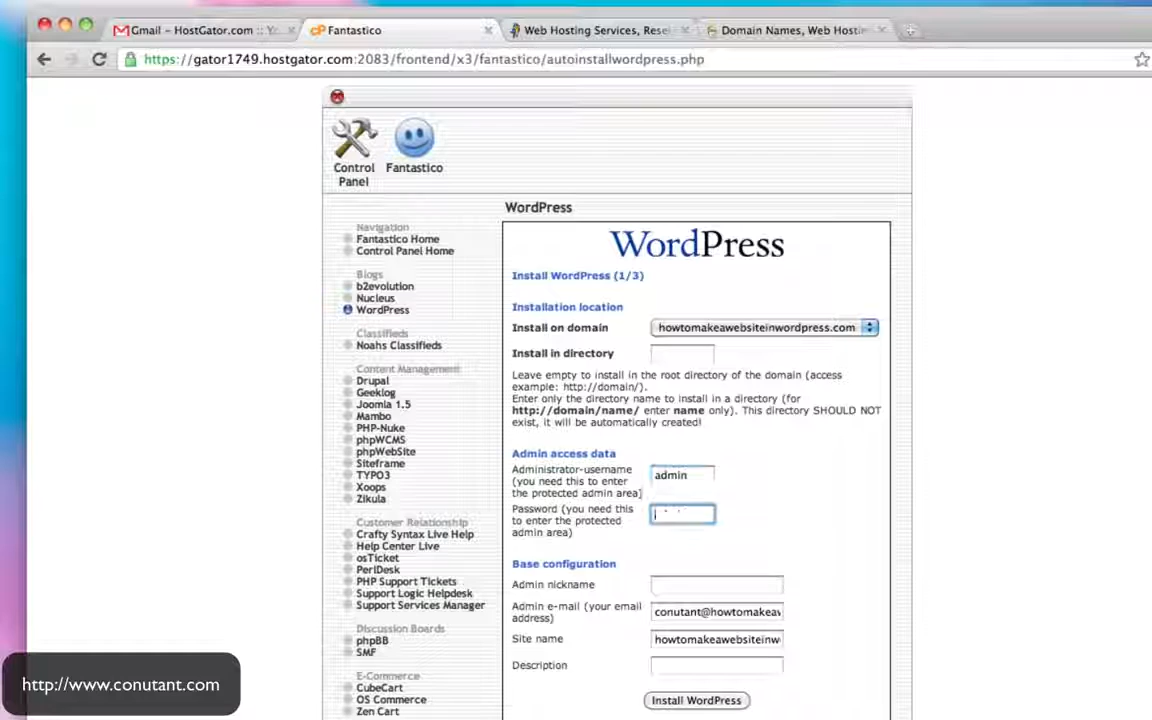 Gmail – HostGator.com :: Yo
Fantastico
Web Hosting Services, Rese
Domain Names, Web Hostin
https://gator1749.hostgator.com:2083/frontend/x3/fantastico/autoinstallwordpress.php
Control Panel
Fantastico
Navigation
Fantastico Home
Control Panel Home
Blogs
b2evolution
Nucleus
WordPress
Classifieds
Noahs Classifieds
Content Management
Drupal
Geeklog
Joomla 1.5
Mambo
PHP-Nuke
phpWCMS
phpWebSite
Siteframe
TYPO3
Xoops
Zikula
Customer Relationship
Crafty Syntax Live Help
Help Center Live
osTicket
PerlDesk
PHP Support Tickets
Support Logic Helpdesk
Support Services Manager
Discussion Boards
phpBB
SMF
E-Commerce
CubeCart
OS Commerce
Zen Cart
WordPress
WordPress
Install WordPress (1/3)
Installation location
Install on domain howtomakeawebsiteinwordpress.com
Install in directory
Leave empty to install in the root directory of the domain (access
example: http://domain/).
Enter only the directory name to install in a directory (for
http://domain/name/ enter name only). This directory SHOULD NOT
exist, it will be automatically created!
Admin access data
Administrator-username
(you need this to enter
the protected admin area)
admin
Password (you need this
to enter the protected
admin area)
Base configuration
Admin nickname
Admin e-mail (your email
address)
conutant@howtomakeaw
Site name howtomakeawebsiteinw
Description
Install WordPress
http://www.conutant.com